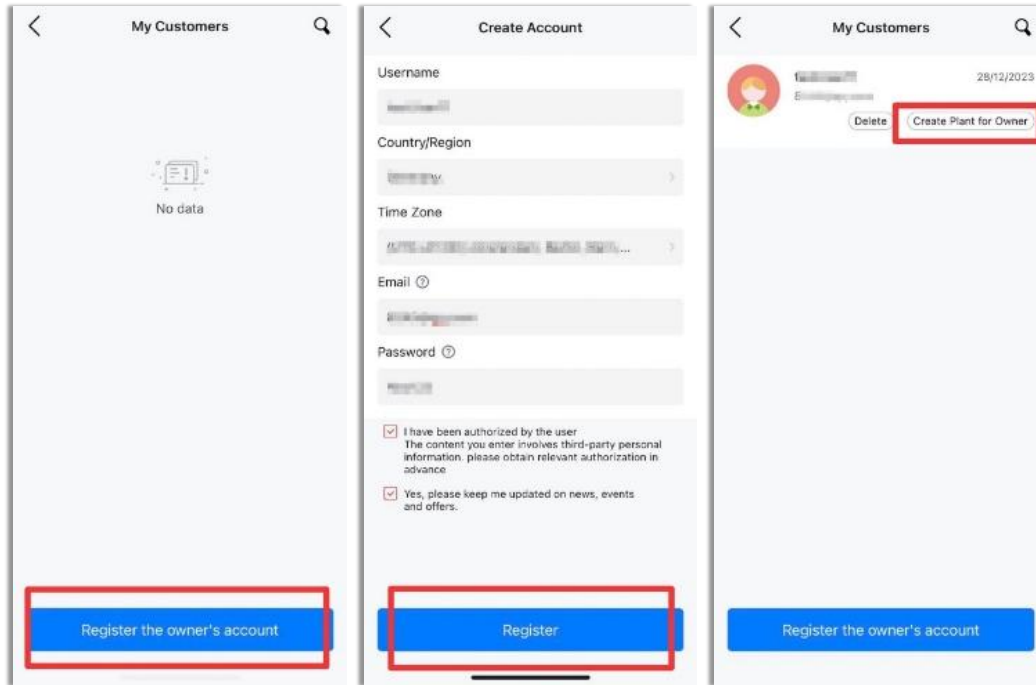 My Customers
No data
Register the owner's account
Create Account
Username
Country/Region
Time Zone
Email
Password
I have been authorized by the user
The content you enter involves third-party personal
information. please obtain relevant authorization in
advance
Yes, please keep me updated on news, events
and offers.
Register
My Customers
28/12/2023
Delete
Create Plant for Owner
Register the owner's account